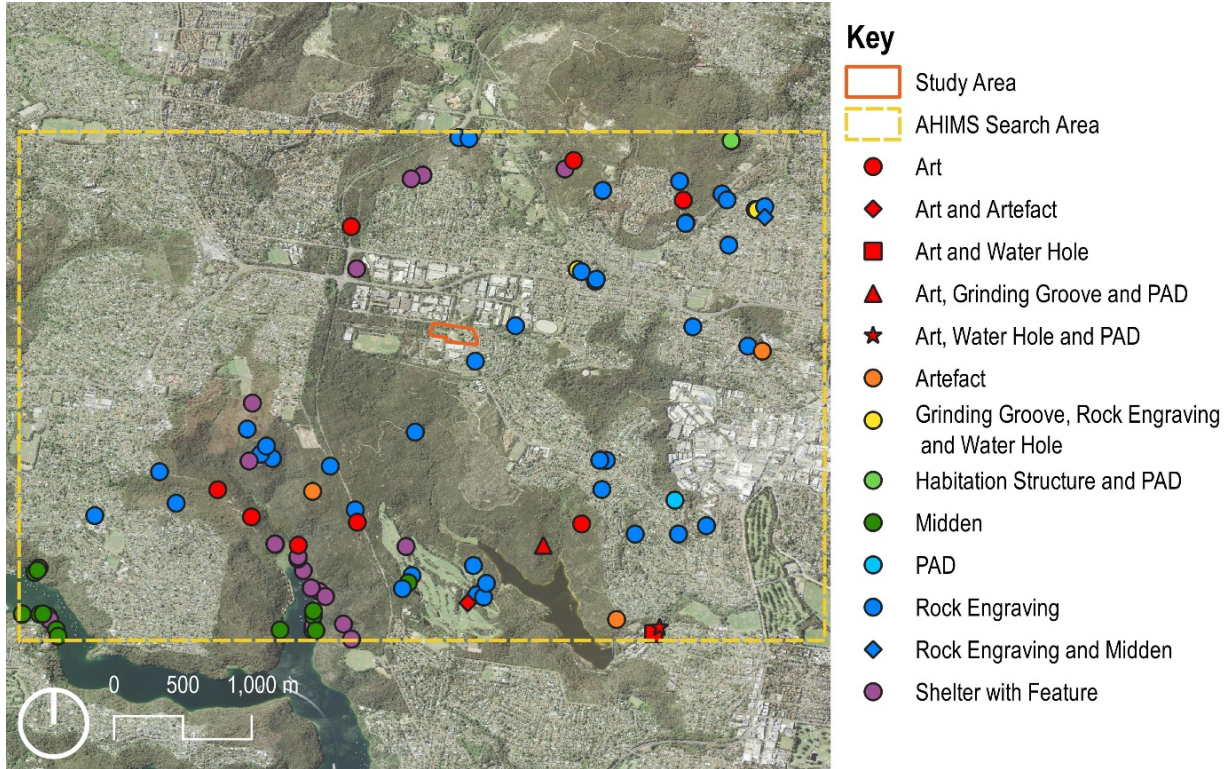 Key
Study Area
AHIMS Search Area
Art
Art and Artefact
Art and Water Hole
Art, Grinding Groove and PAD
Art, Water Hole and PAD
Artefact
Grinding Groove, Rock Engraving
and Water Hole
Habitation Structure and PAD
Midden
PAD
Rock Engraving
Rock Engraving and Midden
Shelter with Feature
0 500 1,000 m